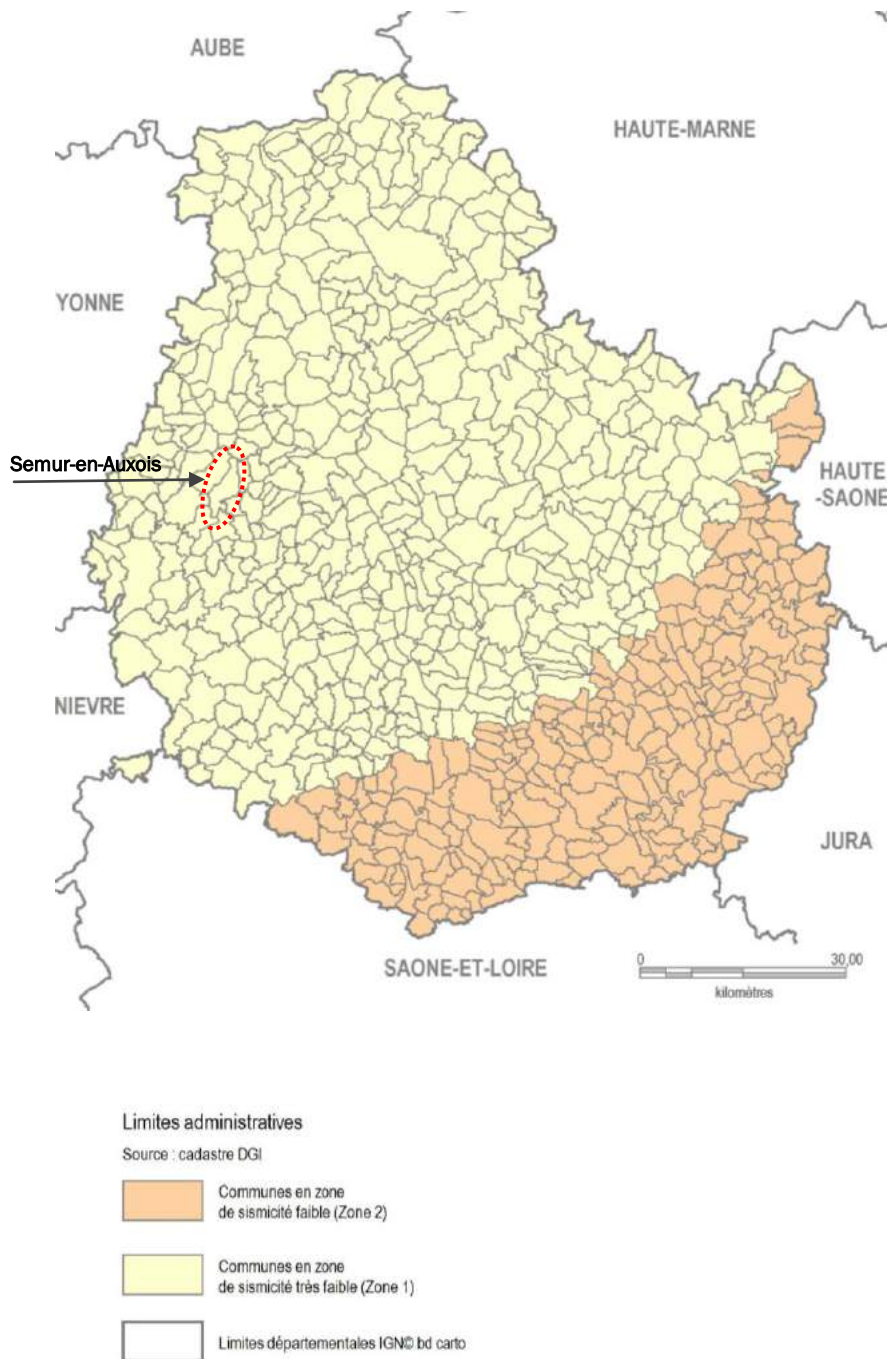 AUBE
HAUTE-MARNE
YONNE
Semur-en-Auxois
HAUTE
-SAONE
NIEVRE
JURA
SAONE-ET-LOIRE
0 30,00
kilomètres
Limites administratives
Source : cadastre DGI
Communes en zone
de sismicité faible (Zone 2)
Communes en zone
de sismicité très faible (Zone 1)
Limites départementales IGN© bd carto